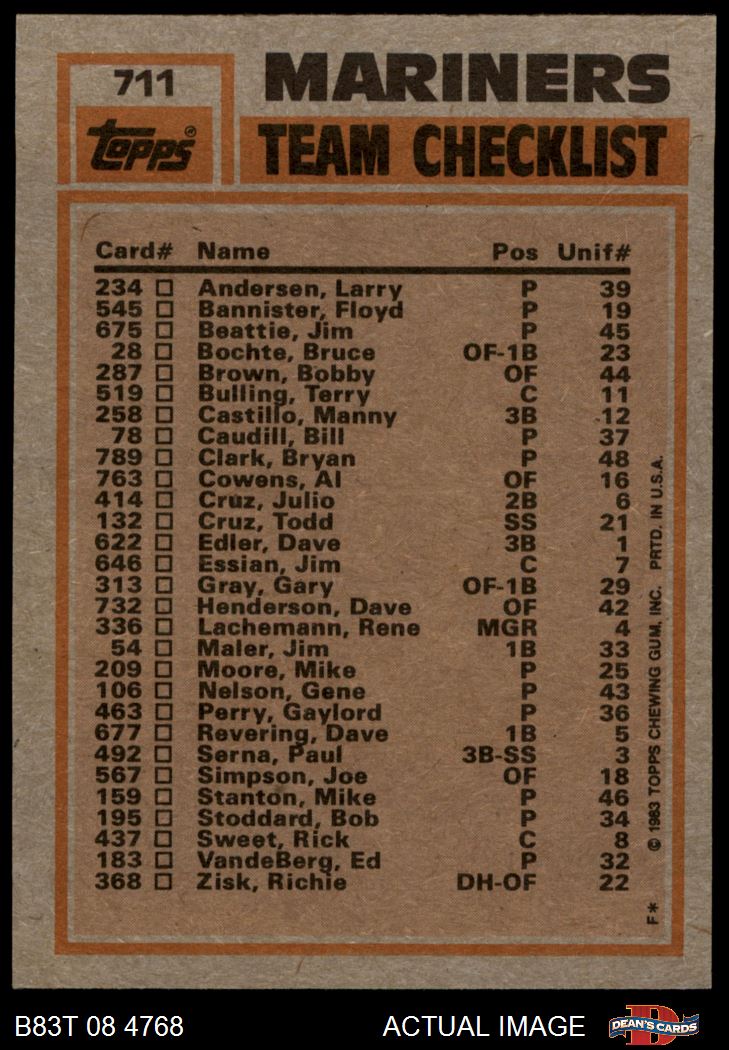 711
MARINERS
Topps®
TEAM CHECKLIST
Card# Name Pos Unif#
234 Andersen, Larry P 39
545 Bannister, Floyd P 19
675 Beattie, Jim P 45
28 Bochte, Bruce OF-1B 23
287 Brown, Bobby OF 44
519 Bulling, Terry C 11
258 Castillo, Manny 3B 12
78 Caudill, Bill P 37
789 Clark, Bryan P 48
763 Cowens, Al OF 16
414 Cruz, Julio 2B 6
132 Cruz, Todd SS 21
622 Edler, Dave 3B 1
646 Essian, Jim C 7
313 Gray, Gary OF-1B 29
732 Henderson, Dave OF 42
336 Lachemann, Rene MGR 4
54 Maler, Jim 1B 33
209 Moore, Mike P 25
106 Nelson, Gene P 43
463 Perry, Gaylord P 36
677 Revering, Dave 1B 5
492 Serna, Paul 3B-SS 3
567 Simpson, Joe OF 18
159 Stanton, Mike P 46
195 Stoddard, Bob P 34
437 Sweet, Rick C 8
183 VandeBerg, Ed P 32
368 Zisk, Richie DH-OF 22
F* © 1983 TOPPS CHEWING GUM, INC. PRTD. IN U.S.A.
B83T 08 4768 ACTUAL IMAGE
D
DEAN'S CARDS